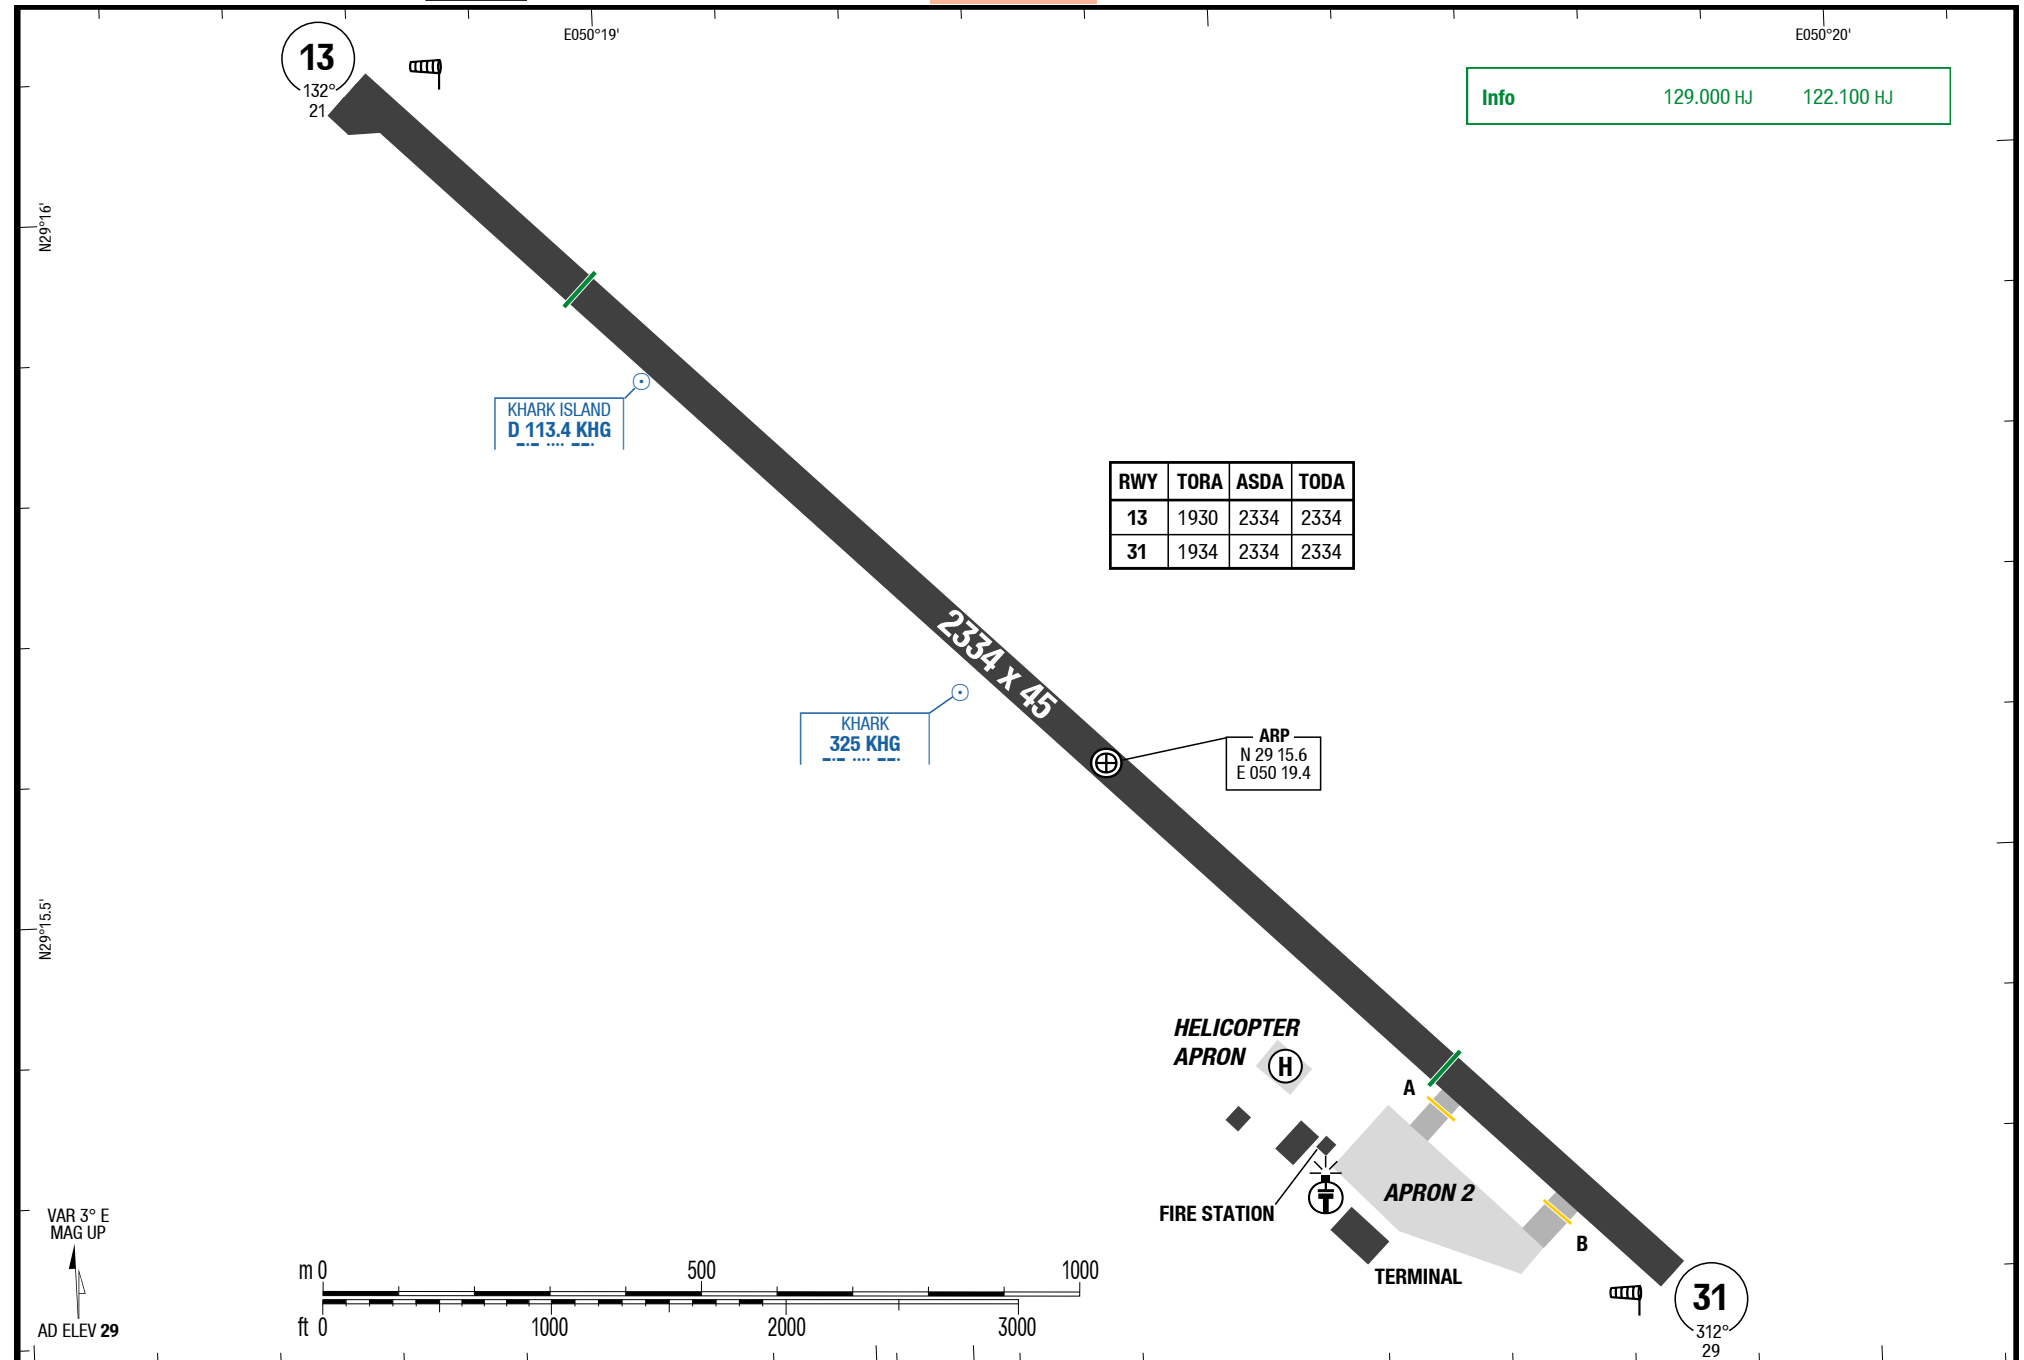 E050°19'
E050°20'
13
132°
21
Info 129.000 HJ 122.100 HJ
N29°16'
KHARK ISLAND
D 113.4 KHG
RWY TORA ASDA TODA
13 1930 2334 2334
31 1934 2334 2334
2334 x 45
KHARK
325 KHG
ARP
N 29 15.6
E 050 19.4
N29°15.5'
HELICOPTER
APRON
H
A
APRON 2
FIRE STATION
B
TERMINAL
VAR 3° E
MAG UP
AD ELEV 29
m 0 500 1000
ft 0 1000 2000 3000
31
312°
29